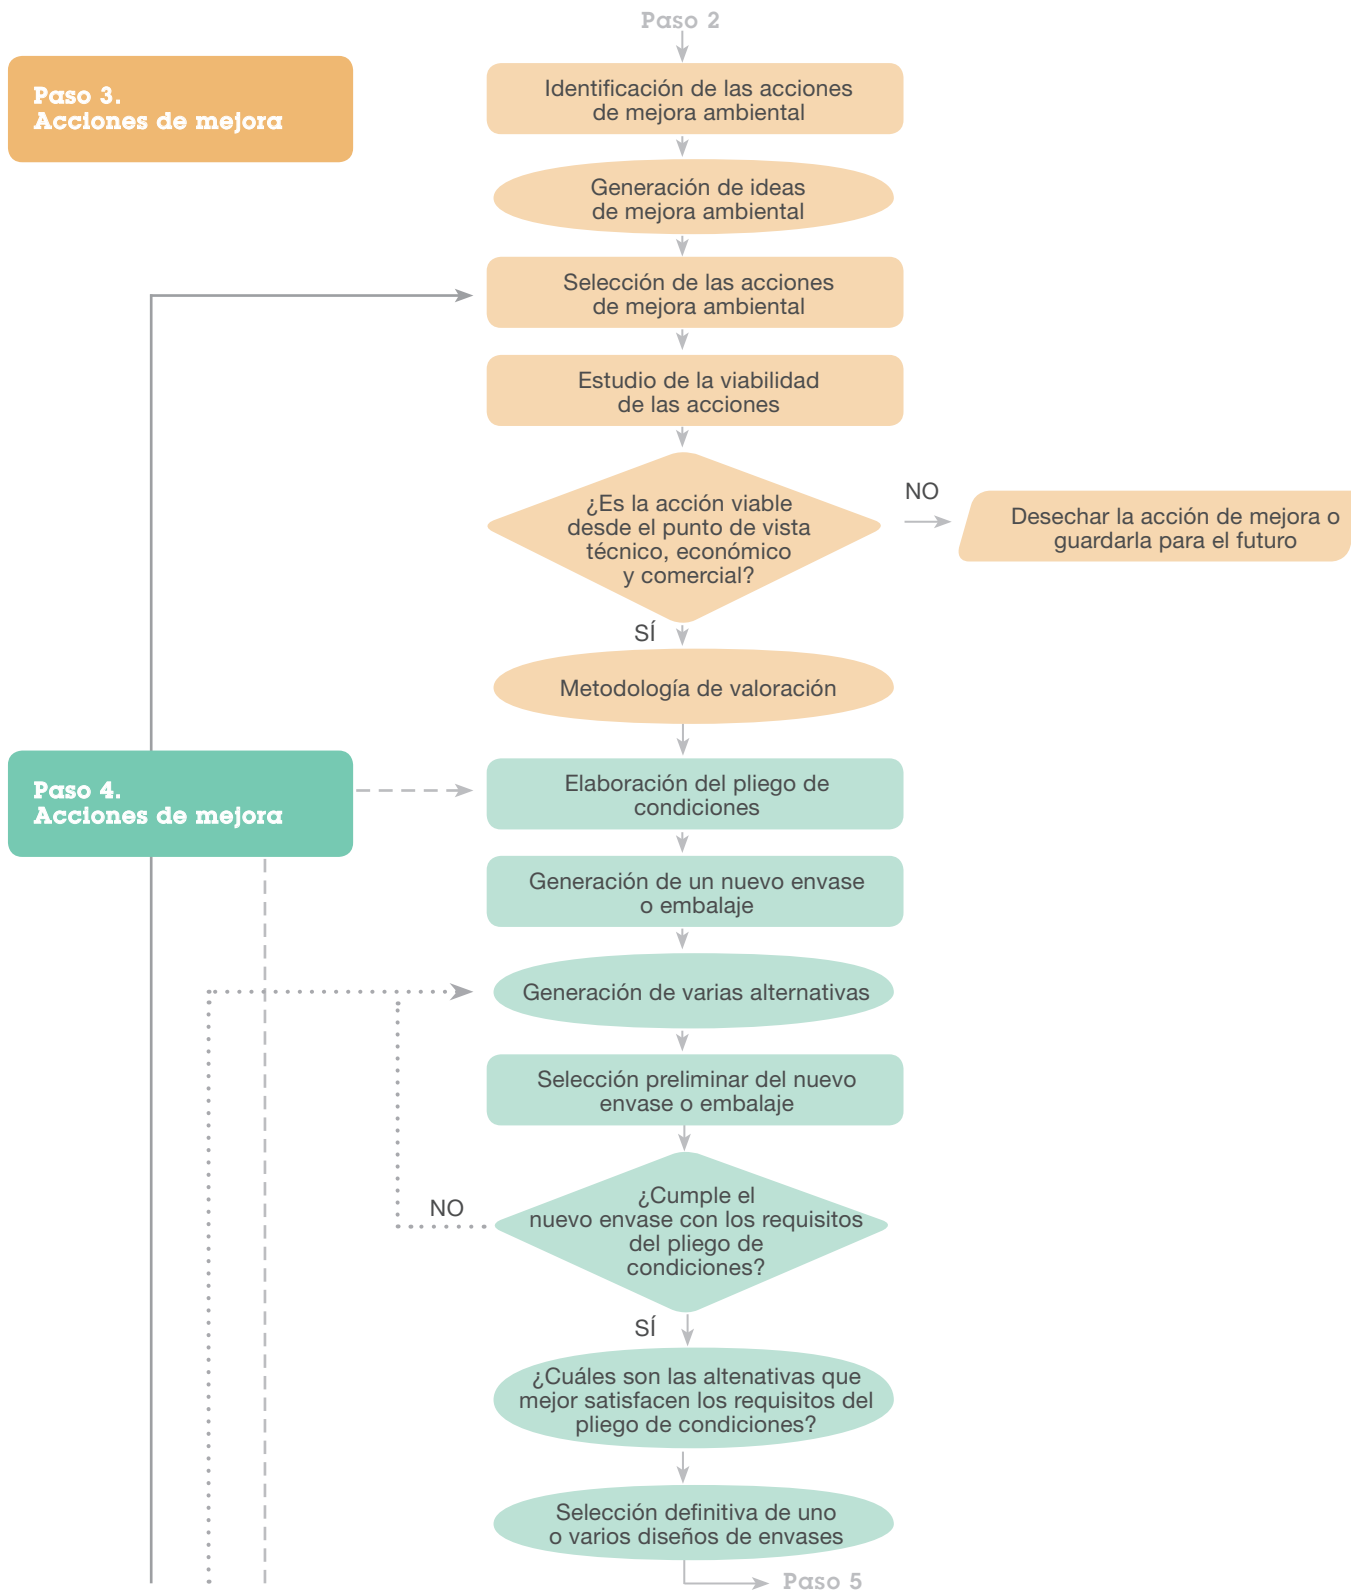 Paso 2
Paso 3.
Acciones de mejora
Identificación de las acciones
de mejora ambiental
Generación de ideas
de mejora ambiental
Selección de las acciones
de mejora ambiental
Estudio de la viabilidad
de las acciones
¿Es la acción viable
desde el punto de vista
técnico, económico
y comercial?
NO
Desechar la acción de mejora o
guardarla para el futuro
SÍ
Metodología de valoración
Paso 4.
Acciones de mejora
Elaboración del pliego de
condiciones
Generación de un nuevo envase
o embalaje
Generación de varias alternativas
Selección preliminar del nuevo
envase o embalaje
¿Cumple el
nuevo envase con los requisitos
del pliego de
condiciones?
NO
SÍ
¿Cuáles son las altenativas que
mejor satisfacen los requisitos del
pliego de condiciones?
Selección definitiva de uno
o varios diseños de envases
Paso 5